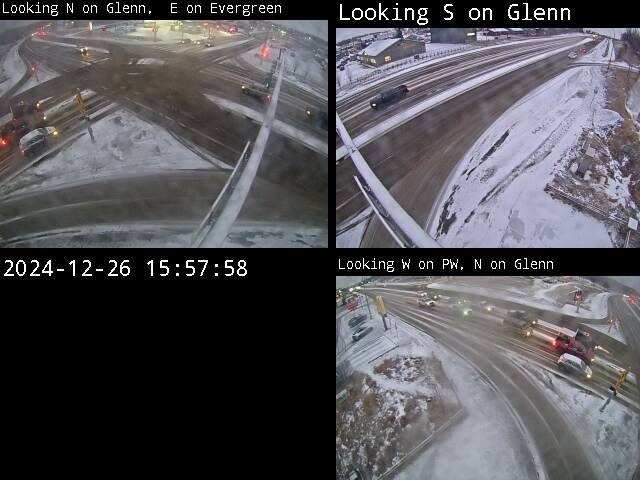 Looking N on Glenn,  E on Evergreen
Looking S on Glenn
2024-12-26 15:57:58
Looking W on PW, N on Glenn